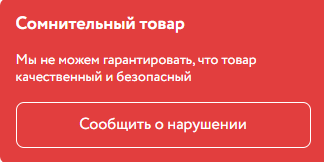 Сомнительный товар
Мы не можем гарантировать, что товар
качественный и безопасный
Сообщить о нарушении